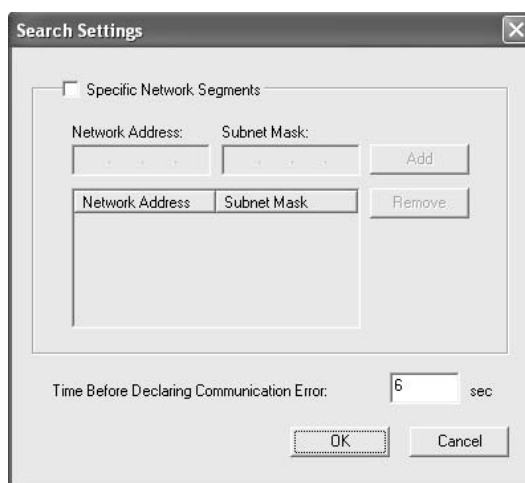 Search Settings
Specific Network Segments
Network Address: Subnet Mask:
Add
Network Address Subnet Mask
Remove
Time Before Declaring Communication Error: 6 sec
OK Cancel